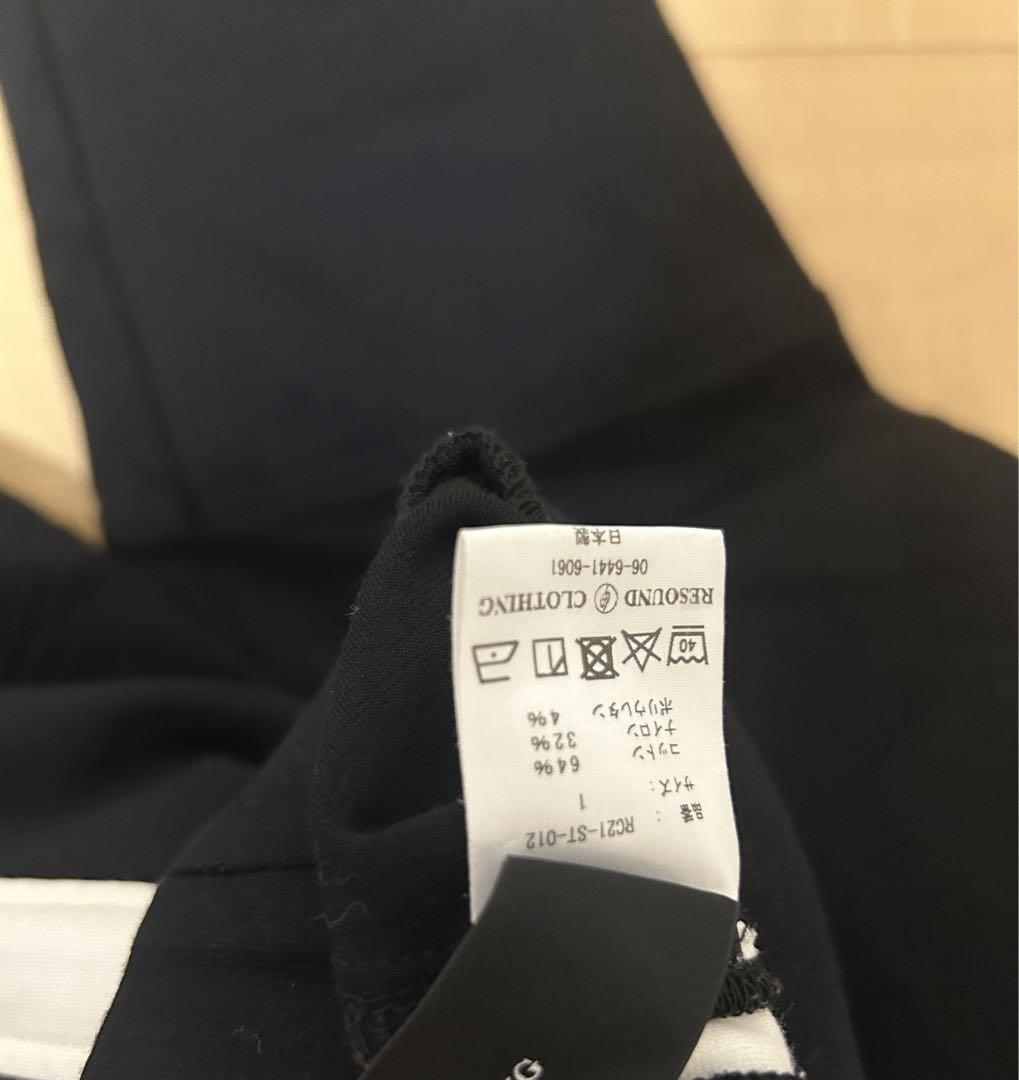 品番 : RC21-ST-012
サイズ : 1
コットン 64%
ナイロン 32%
ポリウレタン 4%
40
RESOUND CLOTHING
06-6441-6061
日本製
G